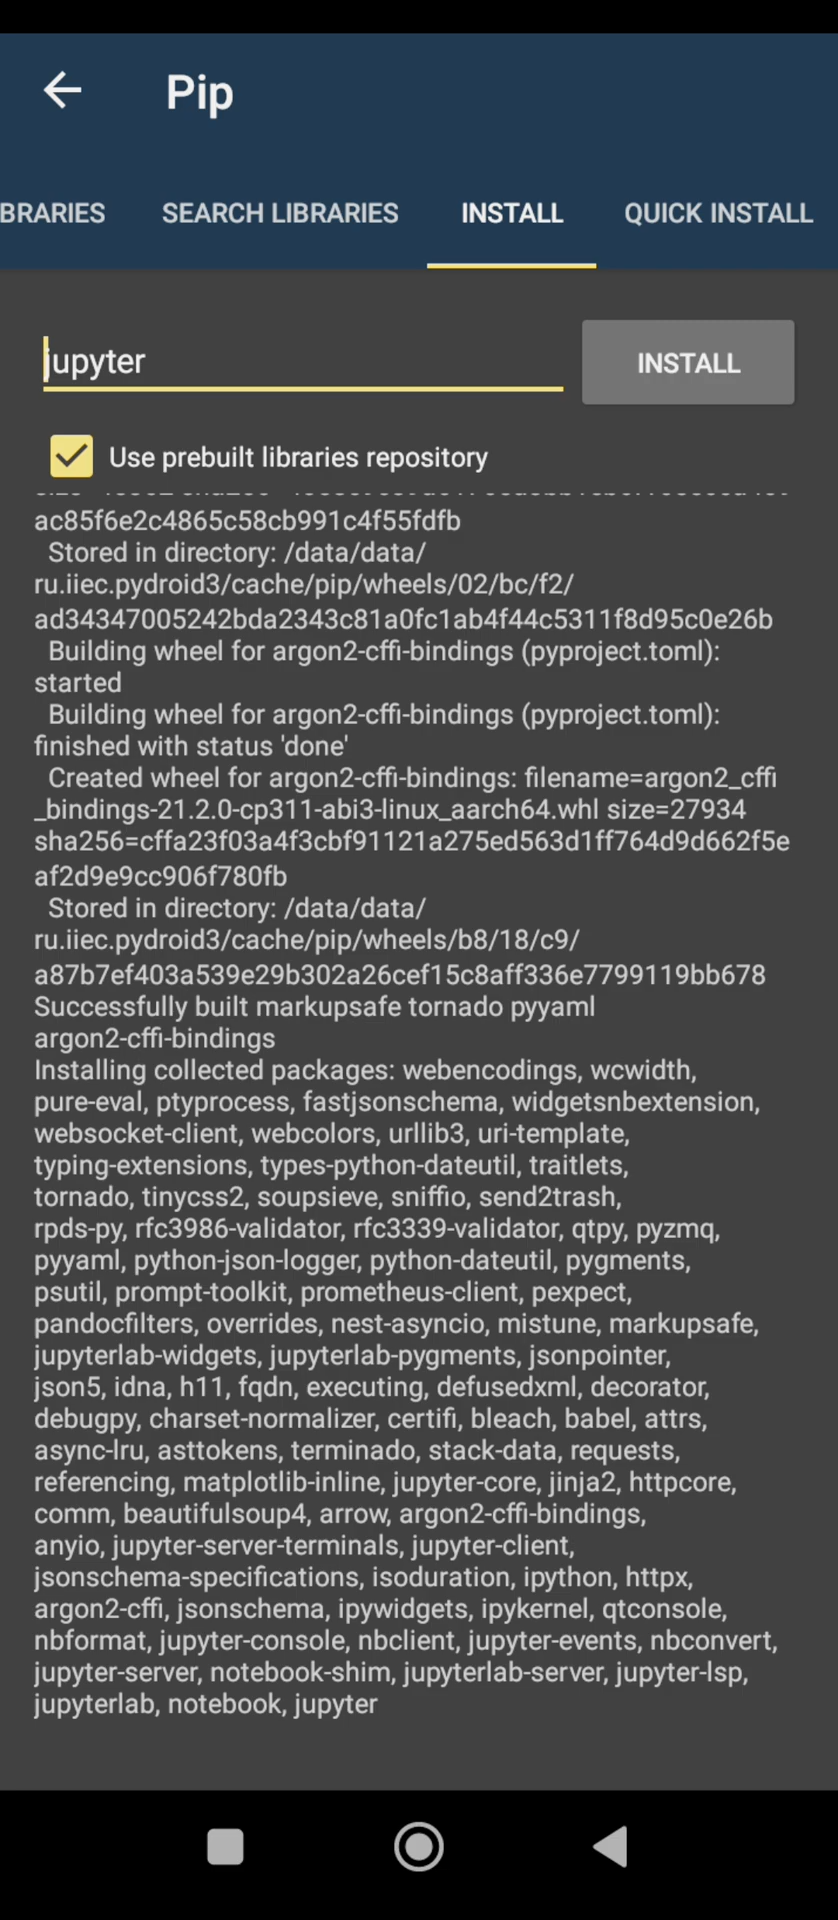 Pip
BRARIES
SEARCH LIBRARIES
INSTALL
QUICK INSTALL
jupyter
INSTALL
Use prebuilt libraries repository
ac85f6e2c4865c58cb991c4f55fdfb
Stored in directory: /data/data/
ru.iiec.pydroid3/cache/pip/wheels/02/bc/f2/
ad34347005242bda2343c81a0fc1ab4f44c5311f8d95c0e26b
Building wheel for argon2-cffi-bindings (pyproject.toml):
started
Building wheel for argon2-cffi-bindings (pyproject.toml):
finished with status 'done'
Created wheel for argon2-cffi-bindings: filename=argon2_cffi
_bindings-21.2.0-cp311-abi3-linux_aarch64.whl size=27934
sha256=cffa23f03a4f3cbf91121a275ed563d1ff764d9d662f5e
af2d9e9cc906f780fb
Stored in directory: /data/data/
ru.iiec.pydroid3/cache/pip/wheels/b8/18/c9/
a87b7ef403a539e29b302a26cef15c8aff336e7799119bb678
Successfully built markupsafe tornado pyyaml
argon2-cffi-bindings
Installing collected packages: webencodings, wcwidth,
pure-eval, ptyprocess, fastjsonschema, widgetsnbextension,
websocket-client, webcolors, urllib3, uri-template,
typing-extensions, types-python-dateutil, traitlets,
tornado, tinycss2, soupsieve, sniffio, send2trash,
rpds-py, rfc3986-validator, rfc3339-validator, qtpy, pyzmq,
pyyaml, python-json-logger, python-dateutil, pygments,
psutil, prompt-toolkit, prometheus-client, pexpect,
pandocfilters, overrides, nest-asyncio, mistune, markupsafe,
jupyterlab-widgets, jupyterlab-pygments, jsonpointer,
json5, idna, h11, fqdn, executing, defusedxml, decorator,
debugpy, charset-normalizer, certifi, bleach, babel, attrs,
async-lru, asttokens, terminado, stack-data, requests,
referencing, matplotlib-inline, jupyter-core, jinja2, httpcore,
comm, beautifulsoup4, arrow, argon2-cffi-bindings,
anyio, jupyter-server-terminals, jupyter-client,
jsonschema-specifications, isoduration, ipython, httpx,
argon2-cffi, jsonschema, ipywidgets, ipykernel, qtconsole,
nbformat, jupyter-console, nbclient, jupyter-events, nbconvert,
jupyter-server, notebook-shim, jupyterlab-server, jupyter-lsp,
jupyterlab, notebook, jupyter